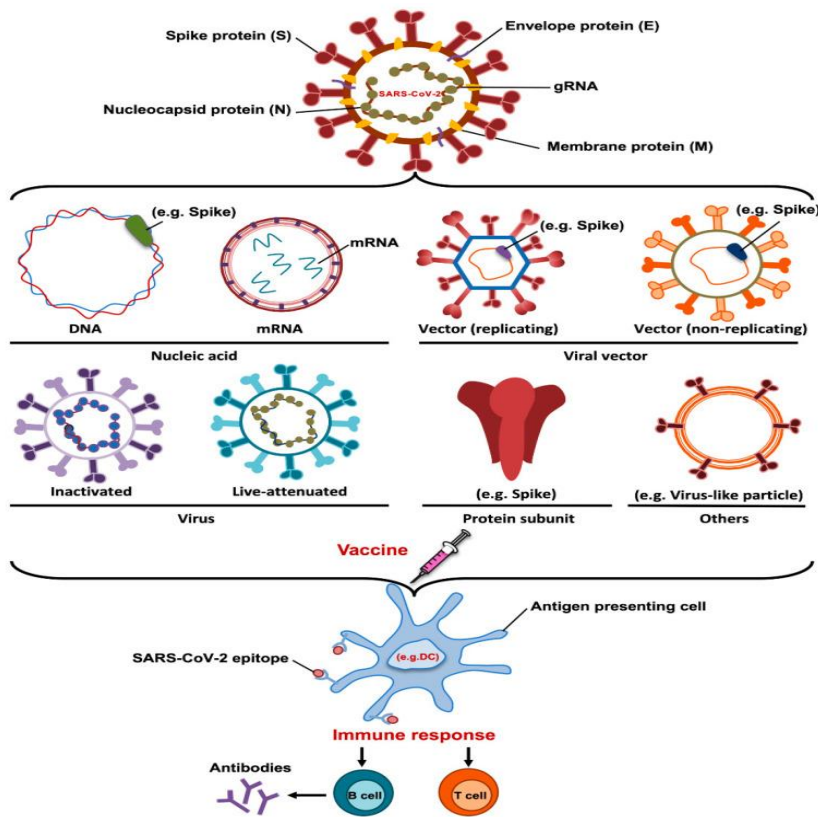 Spike protein (S)
Envelope protein (E)
SARS-CoV-2
gRNA
Nucleocapsid protein (N)
Membrane protein (M)
(e.g. Spike)
mRNA
(e.g. Spike)
(e.g. Spike)
DNA
mRNA
Vector (replicating)
Vector (non-replicating)
Nucleic acid
Viral vector
Inactivated
Live-attenuated
(e.g. Spike)
(e.g. Virus-like particle)
Virus
Protein subunit
Others
Vaccine
Antigen presenting cell
SARS-CoV-2 epitope
(e.g.DC)
Immune response
Antibodies
B cell
T cell